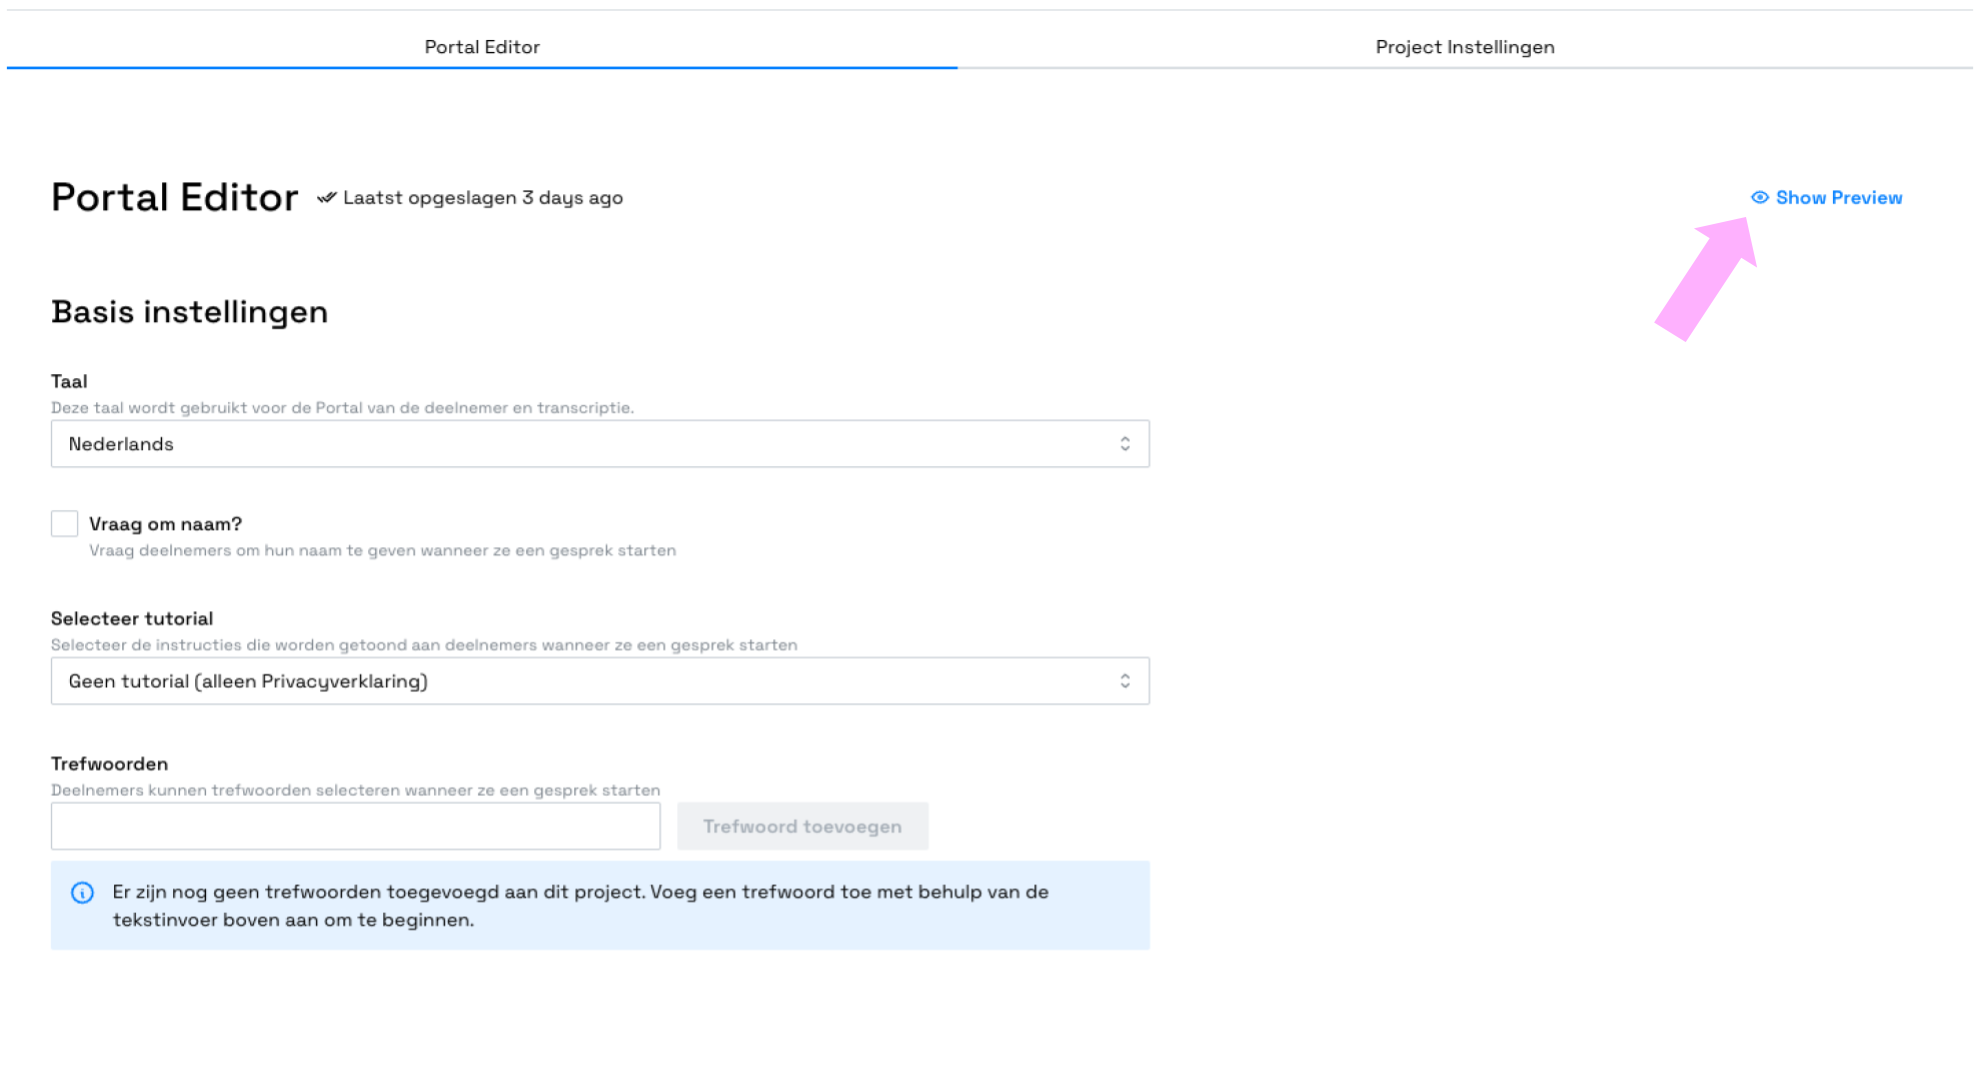 Portal Editor
Project Instellingen
Portal Editor
Laatst opgeslagen 3 days ago
Show Preview
Basis instellingen
Taal
Deze taal wordt gebruikt voor de Portal van de deelnemer en transcriptie.
Nederlands
Vraag om naam?
Vraag deelnemers om hun naam te geven wanneer ze een gesprek starten
Selecteer tutorial
Selecteer de instructies die worden getoond aan deelnemers wanneer ze een gesprek starten
Geen tutorial (alleen Privacyverklaring)
Trefwoorden
Deelnemers kunnen trefwoorden selecteren wanneer ze een gesprek starten
Trefwoord toevoegen
Er zijn nog geen trefwoorden toegevoegd aan dit project. Voeg een trefwoord toe met behulp van de
tekstinvoer boven aan om te beginnen.